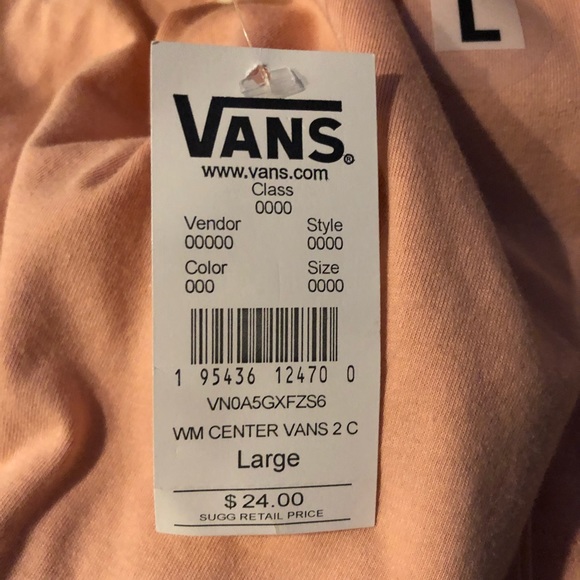 L
VANS®
www.vans.com
Class
0000
Vendor Style
00000 0000
Color Size
000 0000
1 95436 12470 0
VN0A5GXFZS6
WM CENTER VANS 2 C
Large
$ 24.00
SUGG RETAIL PRICE